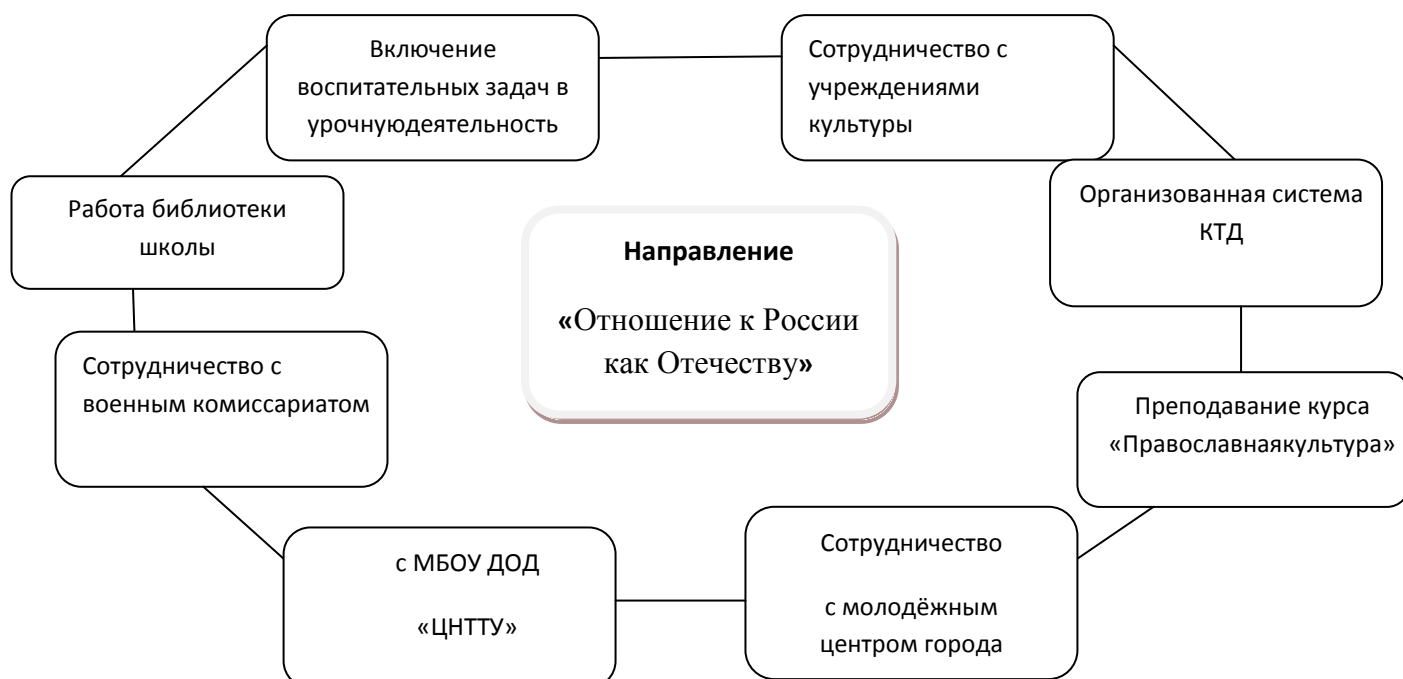 Включение
воспитательных задач в
урочнуюдеятельность
Сотрудничество с
учреждениями
культуры
Работа библиотеки
школы
Организованная система
КТД
Направление
«Отношение к России
как Отечеству»
Сотрудничество с
военным комиссариатом
Преподавание курса
«Православнаякультура»
с МБОУ ДОД
«ЦНТТУ»
Сотрудничество
с молодёжным
центром города